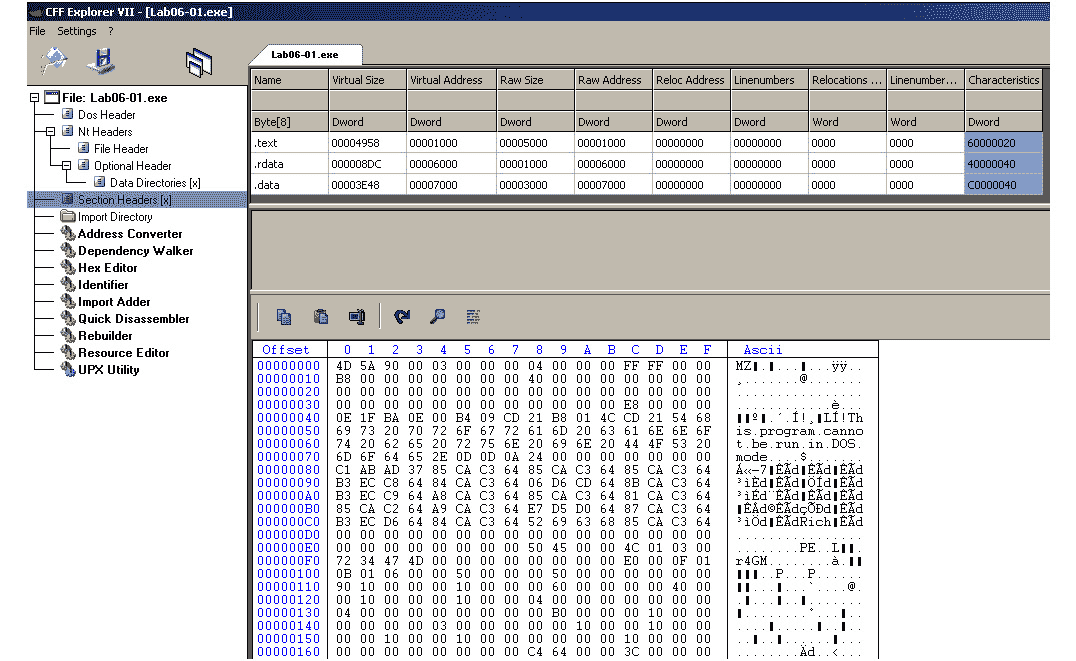 CFF Explorer VII - [Lab06-01.exe]
File Settings ?
File: Lab06-01.exe
Dos Header
Nt Headers
File Header
Optional Header
Data Directories [x]
Section Headers [x]
Import Directory
Address Converter
Dependency Walker
Hex Editor
Identifier
Import Adder
Quick Disassembler
Rebuilder
Resource Editor
UPX Utility
Lab06-01.exe
Name Virtual Size Virtual Address Raw Size Raw Address Reloc Address Linenumbers Relocations ... Linenumber... Characteristics
Byte[8] Dword Dword Dword Dword Dword Dword Word Word Dword
.text 00004958 00001000 00005000 00001000 00000000 00000000 0000 0000 60000020
.rdata 000008DC 00006000 00001000 00006000 00000000 00000000 0000 0000 40000040
.data 00003E48 00007000 00003000 00007000 00000000 00000000 0000 0000 C0000040
Offset 0 1 2 3 4 5 6 7 8 9 A B C D E F Ascii
00000000 4D 5A 90 00 03 00 00 00 04 00 00 00 FF FF 00 00 MZ▌.▌...▌...ÿÿ..
00000010 B8 00 00 00 00 00 00 00 40 00 00 00 00 00 00 00 ¸.......@.......
00000020 00 00 00 00 00 00 00 00 00 00 00 00 00 00 00 00 ................
00000030 00 00 00 00 00 00 00 00 00 00 00 00 E8 00 00 00 ............è...
00000040 0E 1F BA 0E 00 B4 09 CD 21 B8 01 4C CD 21 54 68 ▌▌º▌.´.Í!¸▌LÍ!Th
00000050 69 73 20 70 72 6F 67 72 61 6D 20 63 61 6E 6E 6F is.program.canno
00000060 74 20 62 65 20 72 75 6E 20 69 6E 20 44 4F 53 20 t.be.run.in.DOS.
00000070 6D 6F 64 65 2E 0D 0D 0A 24 00 00 00 00 00 00 00 mode....$.......
00000080 C1 AB AD 37 85 CA C3 64 85 CA C3 64 85 CA C3 64 Á«-7▌ÊÃd▌ÊÃd▌ÊÃd
00000090 B3 EC C8 64 84 CA C3 64 06 D6 CD 64 8B CA C3 64 ³ìÈd▌ÊÃd▌ÖÍd▌ÊÃd
000000A0 B3 EC C9 64 A8 CA C3 64 85 CA C3 64 81 CA C3 64 ³ìÉd¨ÊÃd▌ÊÃd▌ÊÃd
000000B0 85 CA C2 64 A9 CA C3 64 E7 D5 D0 64 87 CA C3 64 ▌ÊÂd©ÊÃdçÕÐd▌ÊÃd
000000C0 B3 EC D6 64 84 CA C3 64 52 69 63 68 85 CA C3 64 ³ìÖd▌ÊÃdRich▌ÊÃd
000000D0 00 00 00 00 00 00 00 00 00 00 00 00 00 00 00 00 ................
000000E0 00 00 00 00 00 00 00 00 50 45 00 00 4C 01 03 00 ........PE..L▌▌.
000000F0 72 34 47 4D 00 00 00 00 00 00 00 00 E0 00 0F 01 r4GM........à.▌▌
00000100 0B 01 06 00 00 50 00 00 00 50 00 00 00 00 00 00 ▌▌▌..P...P......
00000110 90 10 00 00 00 10 00 00 00 60 00 00 00 00 40 00 ▌▌...▌...`....@.
00000120 00 10 00 00 00 10 00 00 04 00 00 00 00 00 00 00 .▌...▌..▌.......
00000130 04 00 00 00 00 00 00 00 00 B0 00 00 00 10 00 00 ▌........°...▌..
00000140 00 00 00 00 03 00 00 00 00 00 10 00 00 10 00 00 ....▌.....▌..▌..
00000150 00 00 10 00 00 10 00 00 00 00 00 00 10 00 00 00 ..▌..▌......▌...
00000160 00 00 00 00 00 00 00 00 C4 64 00 00 3C 00 00 00 ........Äd..<...